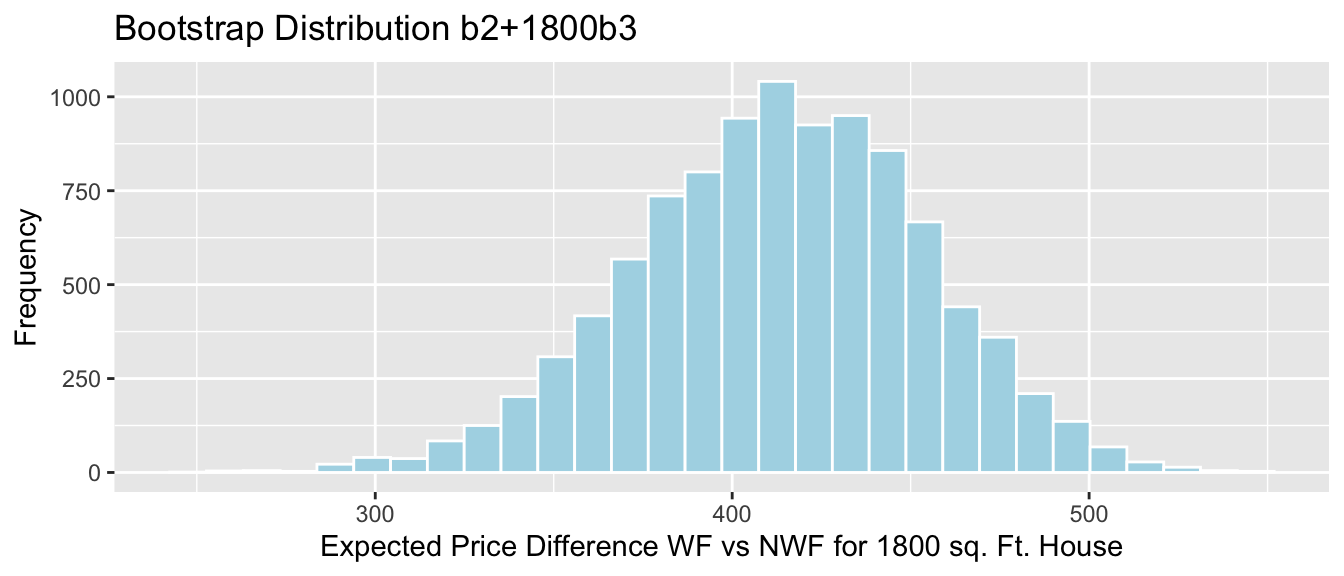 Bootstrap Distribution b2+1800b3
1000
750
500
250
0
Frequency
300 400 500
Expected Price Difference WF vs NWF for 1800 sq. Ft. House